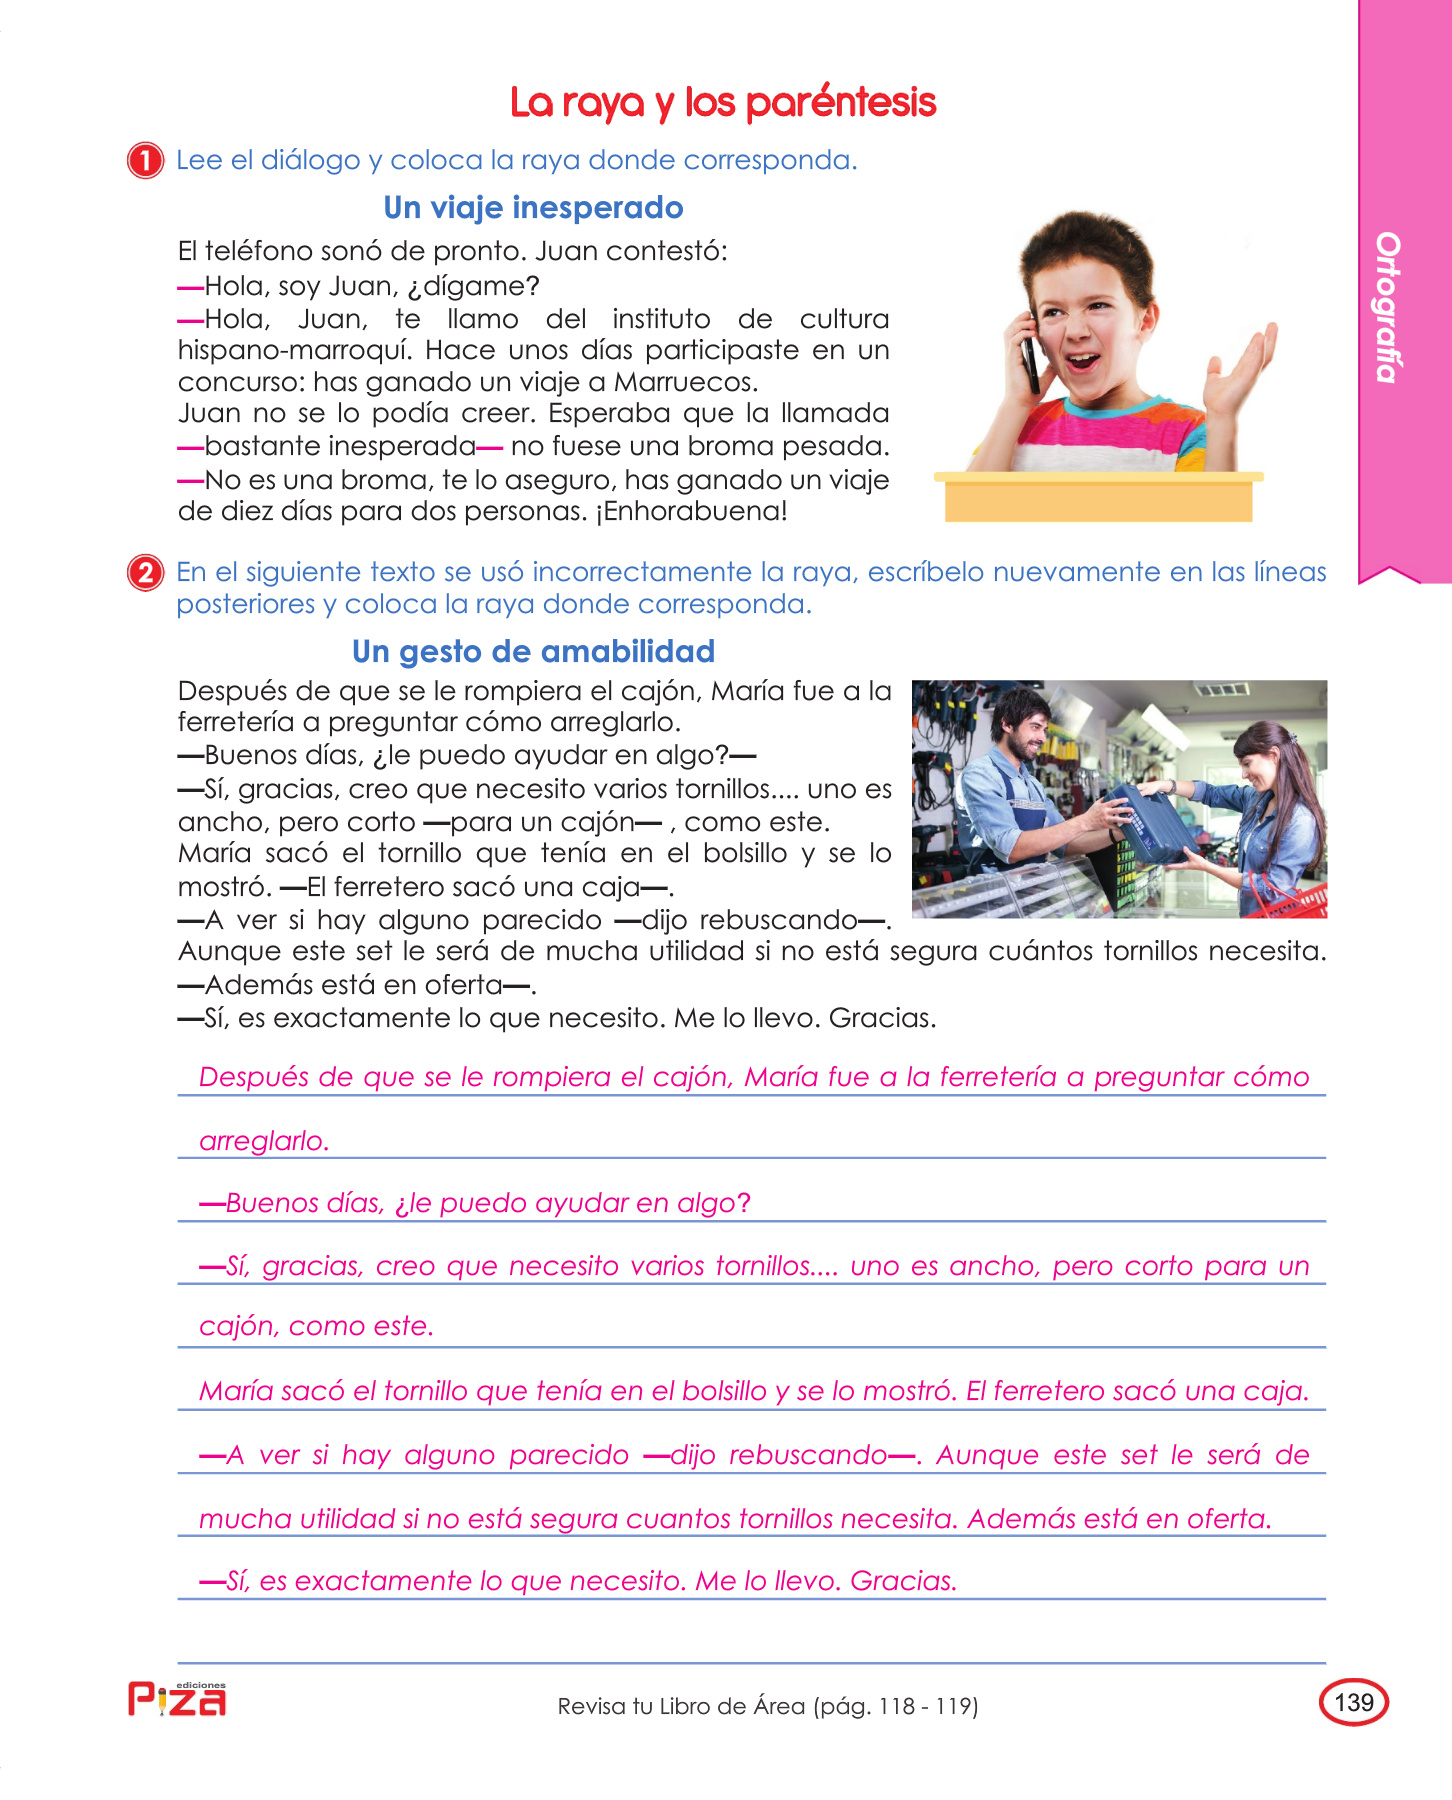 La raya y los paréntesis
1 Lee el diálogo y coloca la raya donde corresponda.
Un viaje inesperado
El teléfono sonó de pronto. Juan contestó:
—Hola, soy Juan, ¿dígame?
—Hola, Juan, te llamo del instituto de cultura
hispano-marroquí. Hace unos días participaste en un
concurso: has ganado un viaje a Marruecos.
Juan no se lo podía creer. Esperaba que la llamada
—bastante inesperada— no fuese una broma pesada.
—No es una broma, te lo aseguro, has ganado un viaje
de diez días para dos personas. ¡Enhorabuena!
Ortografía
2 En el siguiente texto se usó incorrectamente la raya, escríbelo nuevamente en las líneas
posteriores y coloca la raya donde corresponda.
Un gesto de amabilidad
Después de que se le rompiera el cajón, María fue a la
ferretería a preguntar cómo arreglarlo.
—Buenos días, ¿le puedo ayudar en algo?—
—Sí, gracias, creo que necesito varios tornillos.... uno es
ancho, pero corto —para un cajón— , como este.
María sacó el tornillo que tenía en el bolsillo y se lo
mostró. —El ferretero sacó una caja—.
—A ver si hay alguno parecido —dijo rebuscando—.
Aunque este set le será de mucha utilidad si no está segura cuántos tornillos necesita.
—Además está en oferta—.
—Sí, es exactamente lo que necesito. Me lo llevo. Gracias.
Después de que se le rompiera el cajón, María fue a la ferretería a preguntar cómo
arreglarlo.
—Buenos días, ¿le puedo ayudar en algo?
—Sí, gracias, creo que necesito varios tornillos.... uno es ancho, pero corto para un
cajón, como este.
María sacó el tornillo que tenía en el bolsillo y se lo mostró. El ferretero sacó una caja.
—A ver si hay alguno parecido —dijo rebuscando—. Aunque este set le será de
mucha utilidad si no está segura cuantos tornillos necesita. Además está en oferta.
—Sí, es exactamente lo que necesito. Me lo llevo. Gracias.
ediciones
Piza
Revisa tu Libro de Área (pág. 118 - 119)
139